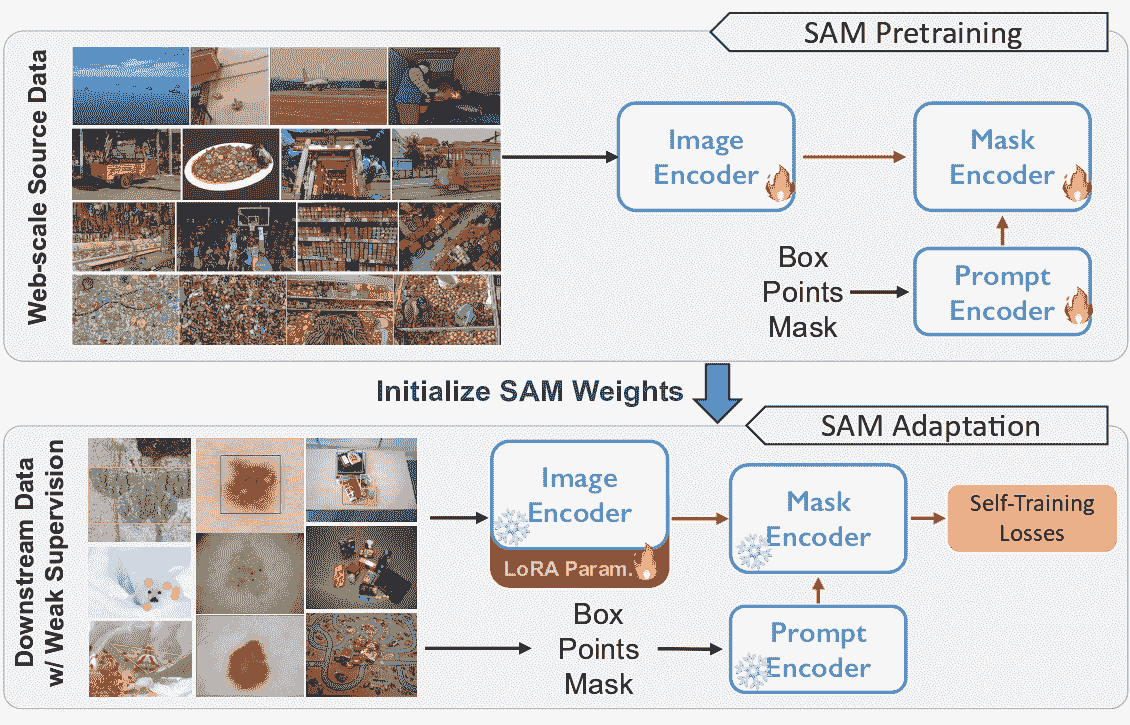 SAM Pretraining
Web-scale Source Data
Image
Encoder
Mask
Encoder
Box
Points
Mask
Prompt
Encoder
Initialize SAM Weights
SAM Adaptation
Downstream Data
w/ Weak Supervision
Image
Encoder
LoRA Param.
Mask
Encoder
Self-Training
Losses
Box
Points
Mask
Prompt
Encoder